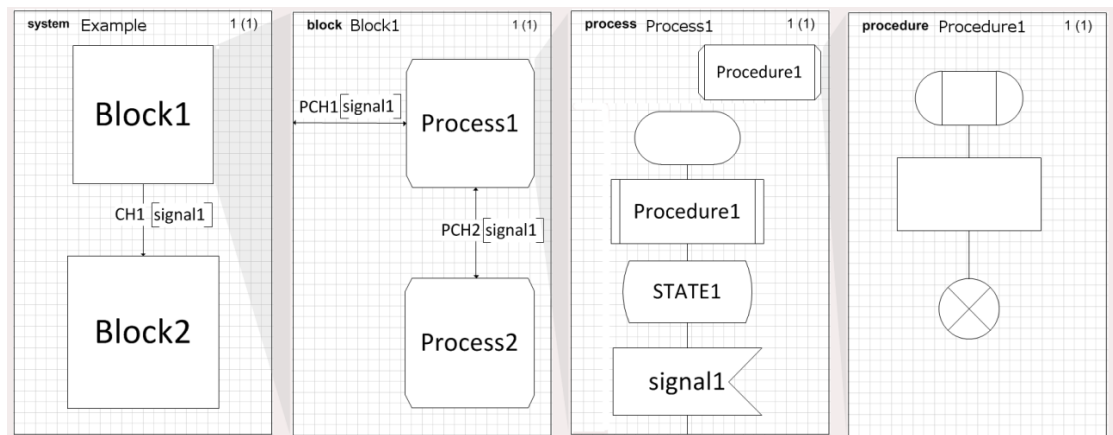 system Example 1 (1)
Block1
CH1 [signal1]
Block2
block Block1 1 (1)
PCH1 [signal1]
Process1
PCH2 [signal1]
Process2
process Process1 1 (1)
Procedure1
Procedure1
STATE1
signal1
procedure Procedure1 1 (1)